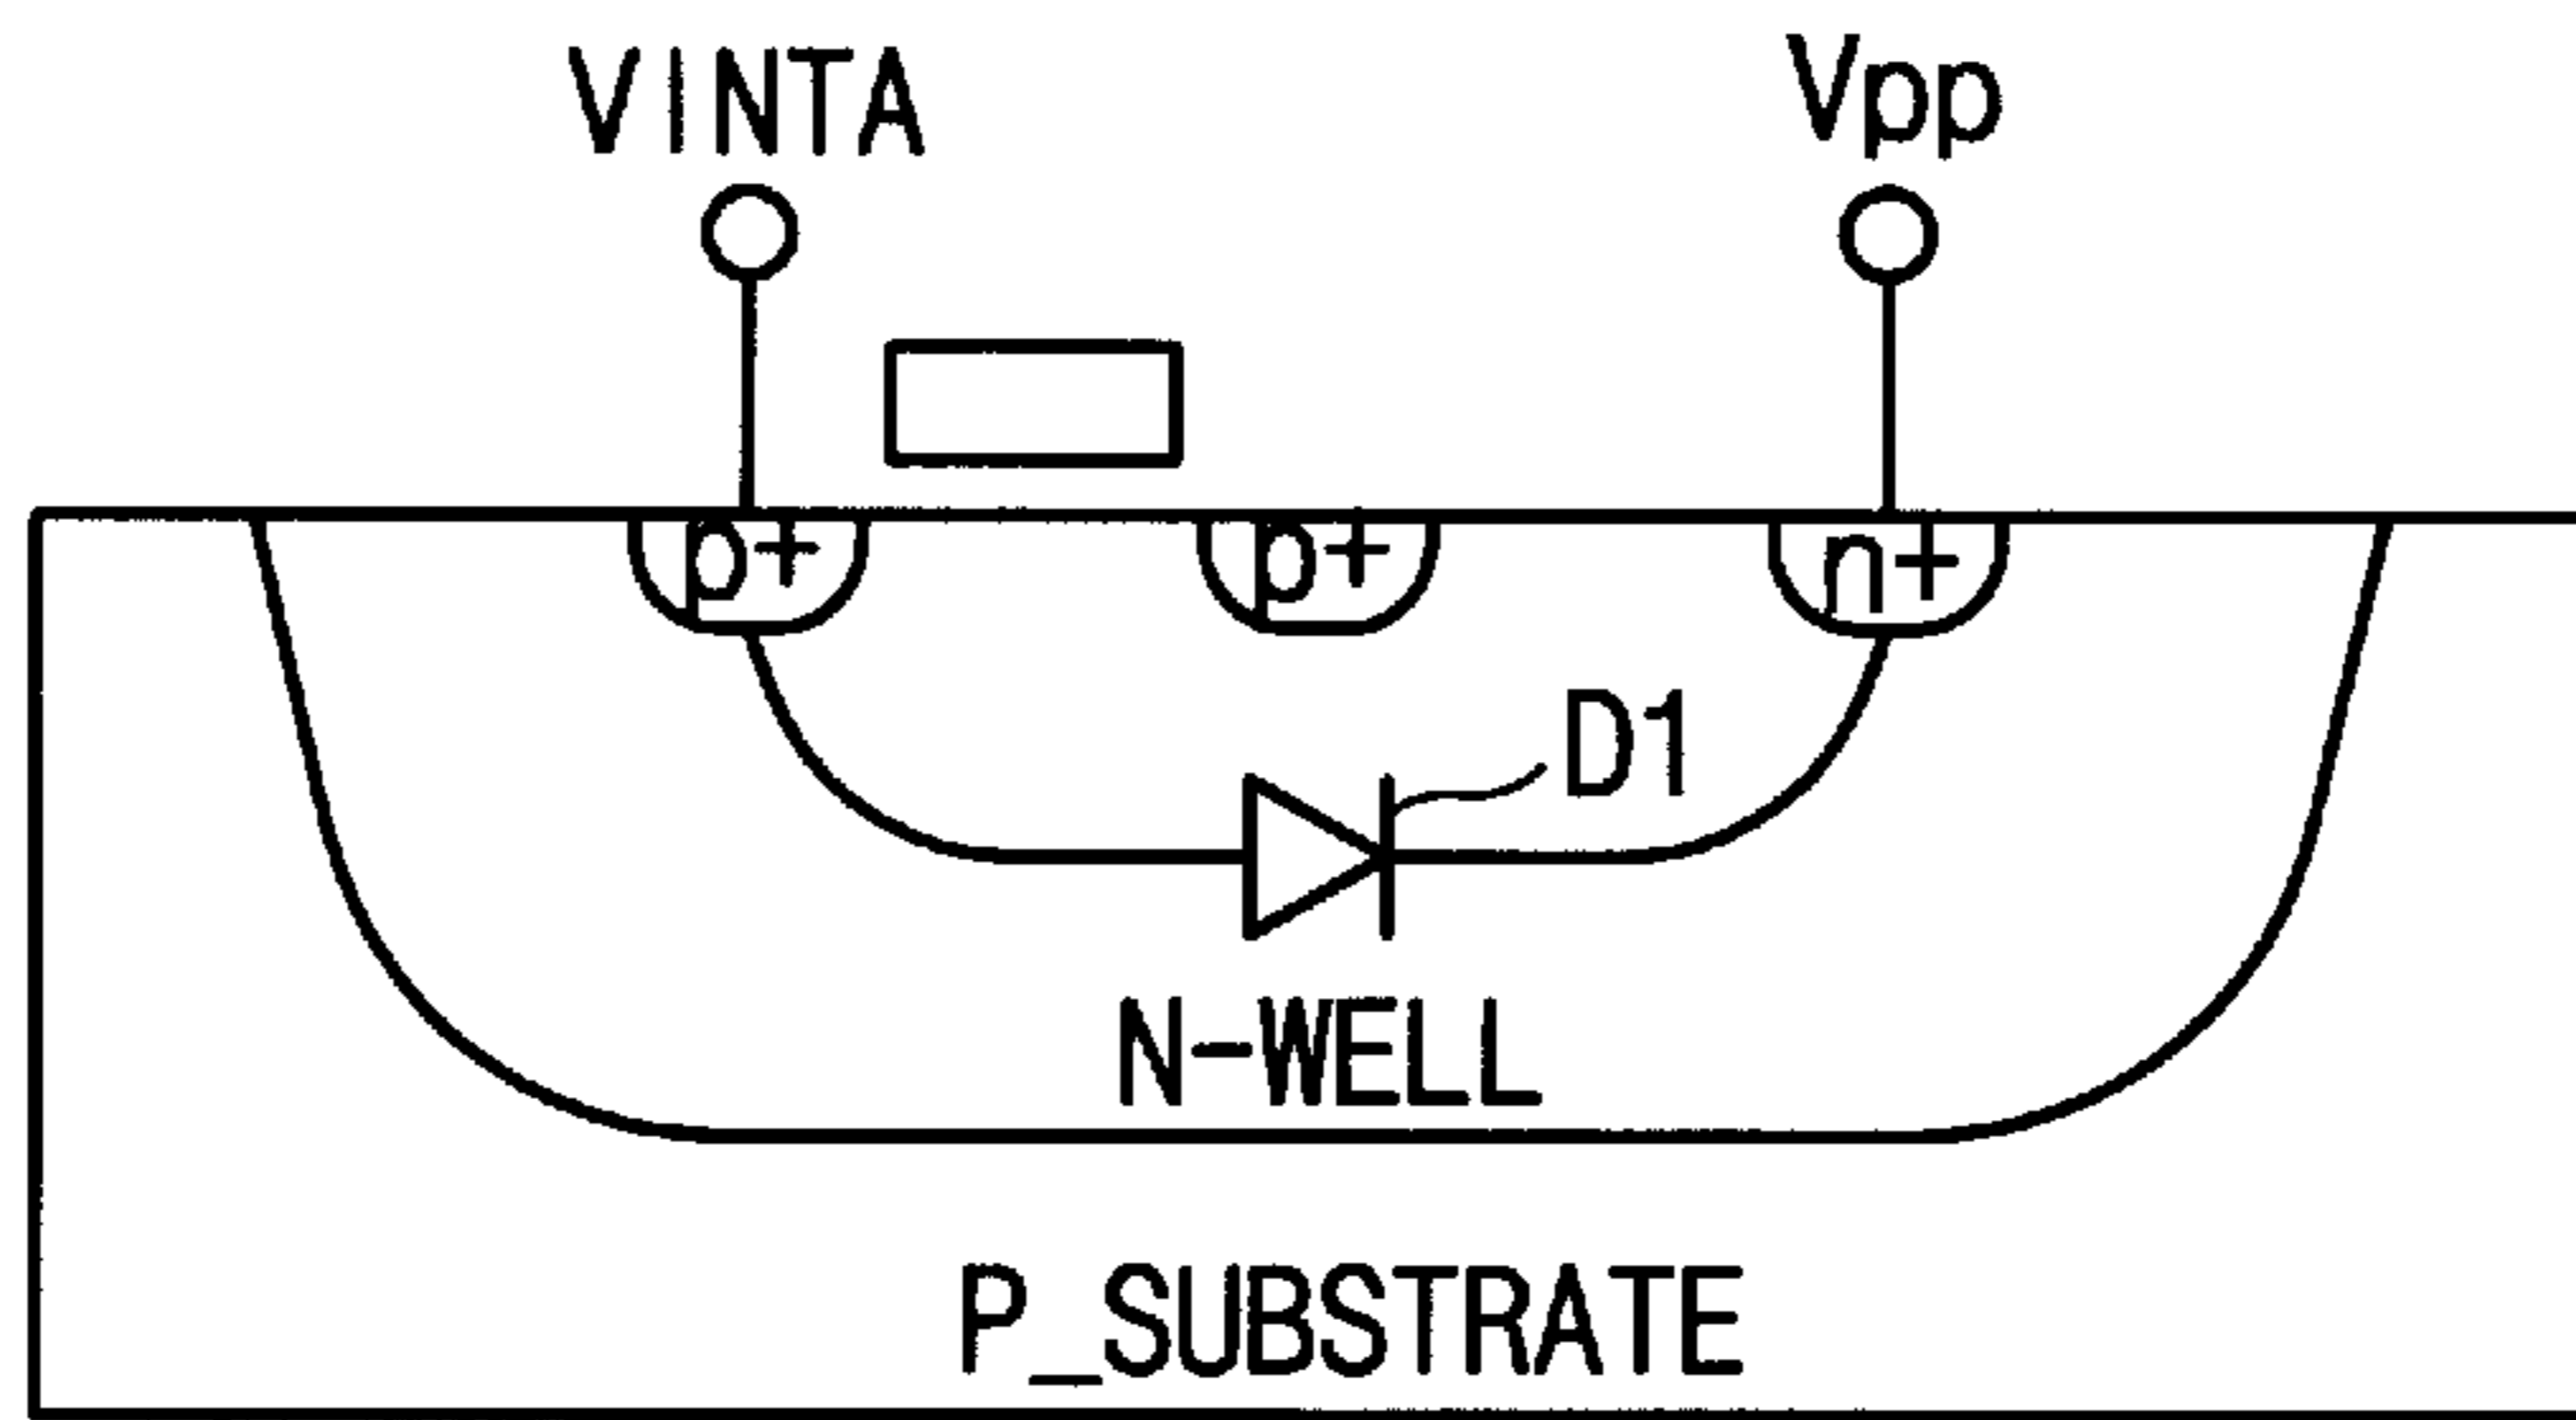 VINTA Vpp
p+ p+ n+
D1
N-WELL
P_SUBSTRATE